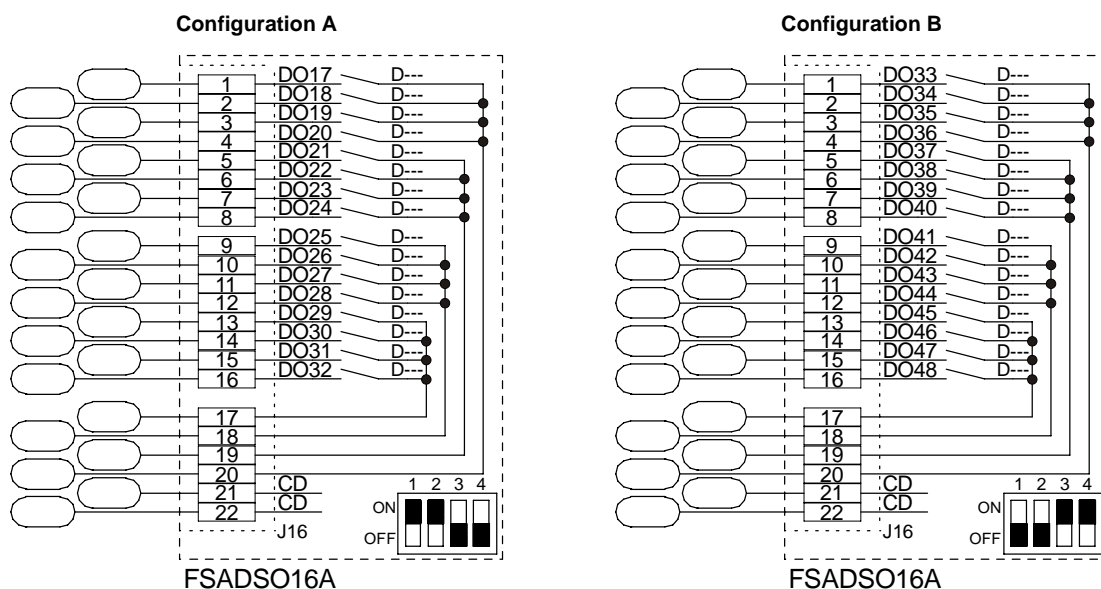 Configuration A
1 DO17 D---
2 DO18 D---
3 DO19 D---
4 DO20 D---
5 DO21 D---
6 DO22 D---
7 DO23 D---
8 DO24 D---
9 DO25 D---
10 DO26 D---
11 DO27 D---
12 DO28 D---
13 DO29 D---
14 DO30 D---
15 DO31 D---
16 DO32 D---
17
18
19
20
21 CD
22 CD
J16
1 2 3 4
ON
OFF
FSADSO16A
Configuration B
1 DO33 D---
2 DO34 D---
3 DO35 D---
4 DO36 D---
5 DO37 D---
6 DO38 D---
7 DO39 D---
8 DO40 D---
9 DO41 D---
10 DO42 D---
11 DO43 D---
12 DO44 D---
13 DO45 D---
14 DO46 D---
15 DO47 D---
16 DO48 D---
17
18
19
20
21 CD
22 CD
J16
1 2 3 4
ON
OFF
FSADSO16A